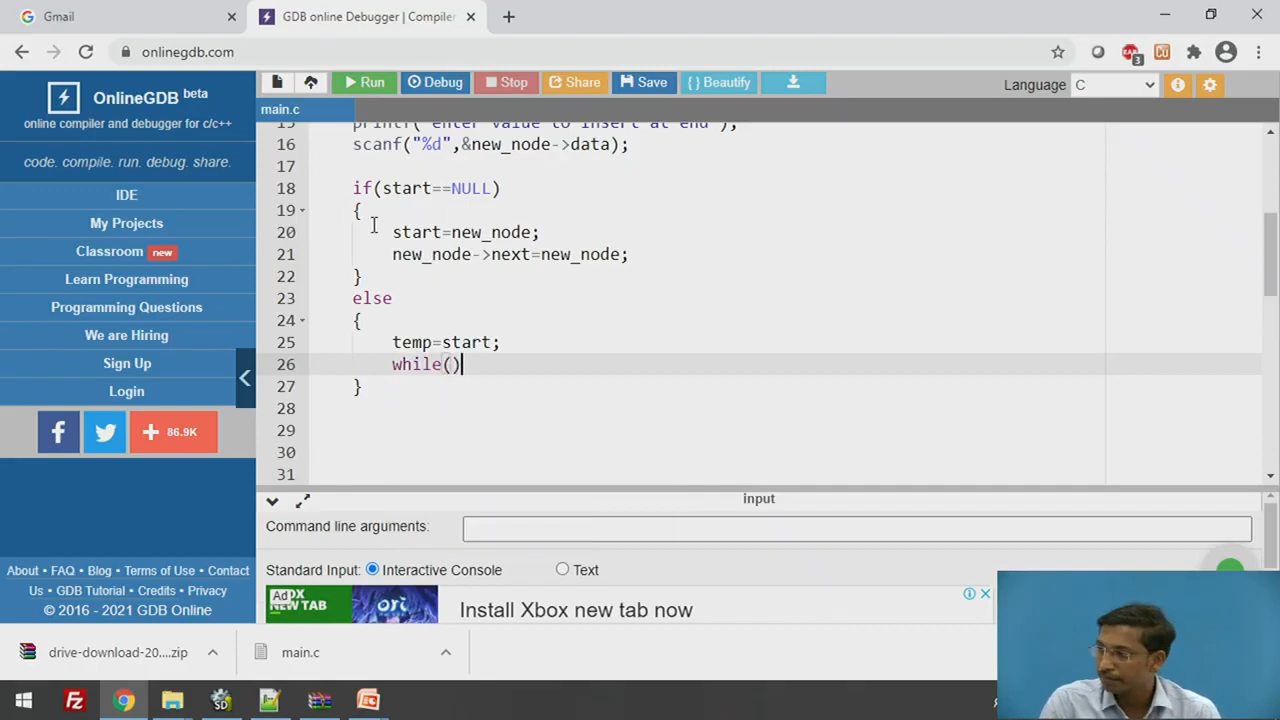 Gmail
GDB online Debugger | Compiler
onlinegdb.com
3
OnlineGDB beta
online compiler and debugger for c/c++
code. compile. run. debug. share.
IDE
My Projects
Classroom new
Learn Programming
Programming Questions
We are Hiring
Sign Up
Login
86.9K
About • FAQ • Blog • Terms of Use • Contact
Us • GDB Tutorial • Credits • Privacy
© 2016 - 2021 GDB Online
Run Debug Stop Share Save { } Beautify Language C
main.c
15 printf("enter value to insert at end");
16 scanf("%d",&new_node->data);
17
18 if(start==NULL)
19 {
20 start=new_node;
21 new_node->next=new_node;
22 }
23 else
24 {
25 temp=start;
26 while()
27 }
28
29
30
31
input
Command line arguments:
Standard Input: Interactive Console Text
Ad
NEW TAB
ori
Install Xbox new tab now
drive-download-20....zip
main.c